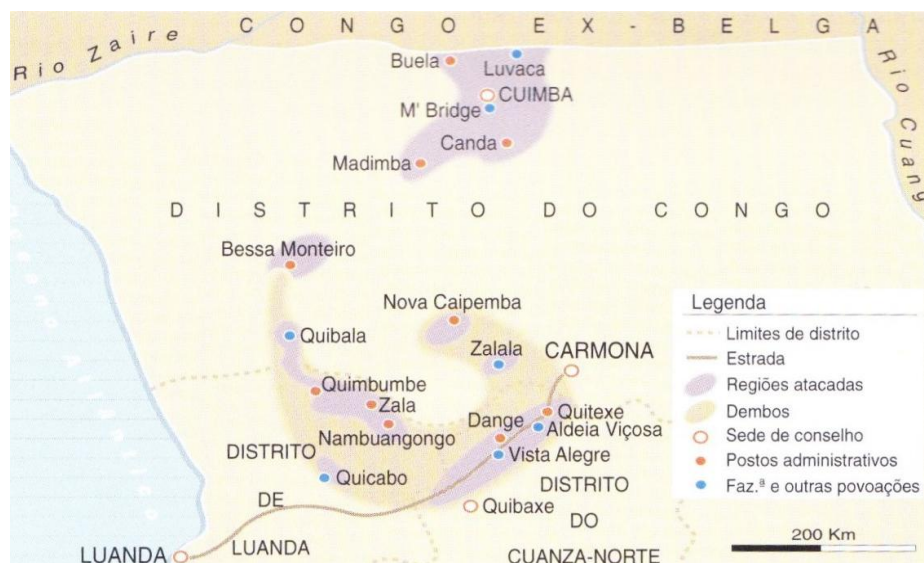 CONGO EX-BELGA
Rio Zaire
Rio Cuang
Buela
Luvaca
CUIMBA
M' Bridge
Canda
Madimba
DISTRITO DO CONGO
Bessa Monteiro
Nova Caipemba
Quibala
Zalala
CARMONA
Quimbumbe
Zala
Dange
Quitexe
Nambuangongo
Aldeia Viçosa
DISTRITO
Vista Alegre
Quicabo
DISTRITO
DE
Quibaxe
DO
LUANDA
LUANDA
CUANZA-NORTE
Legenda
Limites de distrito
Estrada
Regiões atacadas
Dembos
Sede de conselho
Postos administrativos
Faz.ª e outras povoações
200 Km